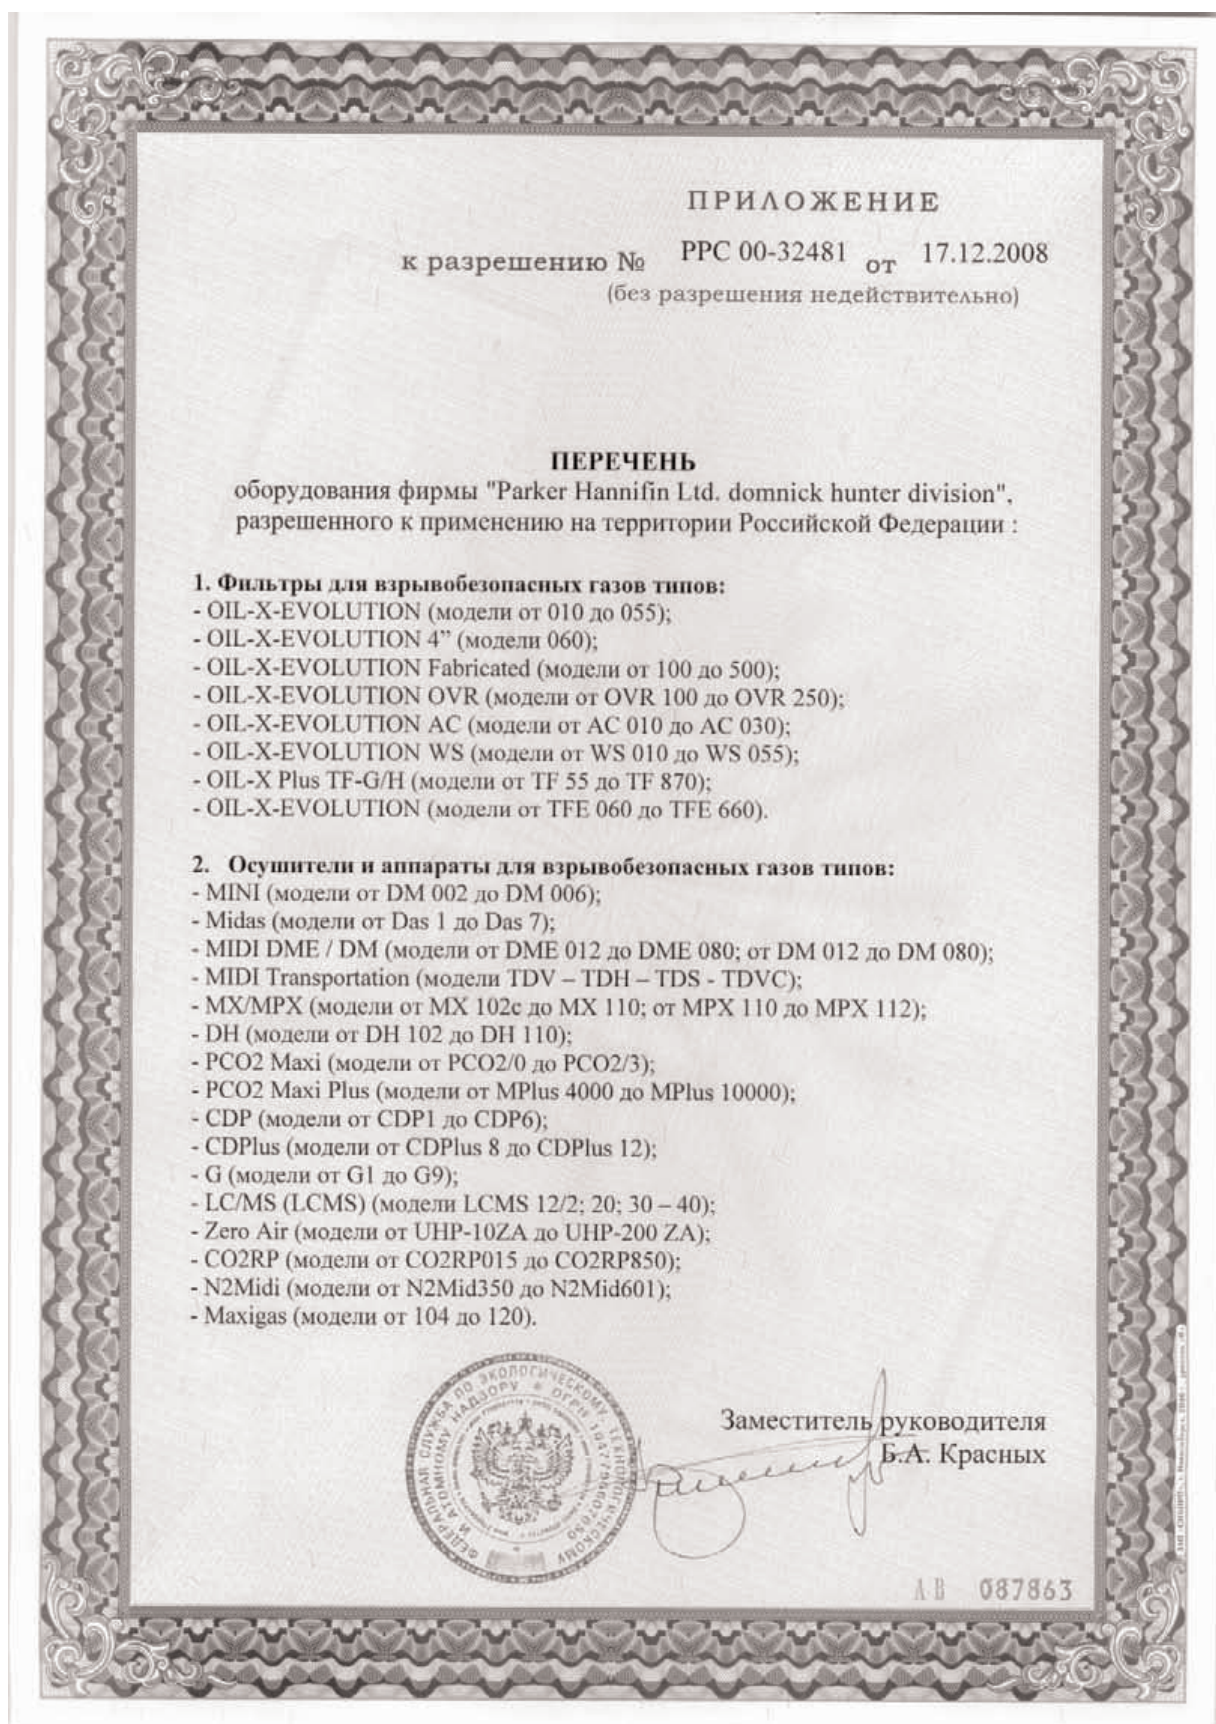 ПРИЛОЖЕНИЕ
к разрешению № РРС 00-32481 от 17.12.2008
(без разрешения недействительно)
ПЕРЕЧЕНЬ
оборудования фирмы "Parker Hannifin Ltd. domnick hunter division",
разрешенного к применению на территории Российской Федерации :
1. Фильтры для взрывобезопасных газов типов:
- OIL-X-EVOLUTION (модели от 010 до 055);
- OIL-X-EVOLUTION 4” (модели 060);
- OIL-X-EVOLUTION Fabricated (модели от 100 до 500);
- OIL-X-EVOLUTION OVR (модели от OVR 100 до OVR 250);
- OIL-X-EVOLUTION AC (модели от AC 010 до AC 030);
- OIL-X-EVOLUTION WS (модели от WS 010 до WS 055);
- OIL-X Plus TF-G/H (модели от TF 55 до TF 870);
- OIL-X-EVOLUTION (модели от TFE 060 до TFE 660).
2. Осушители и аппараты для взрывобезопасных газов типов:
- MINI (модели от DM 002 до DM 006);
- Midas (модели от Das 1 до Das 7);
- MIDI DME / DM (модели от DME 012 до DME 080; от DM 012 до DM 080);
- MIDI Transportation (модели TDV – TDH – TDS - TDVC);
- MX/MPX (модели от MX 102c до MX 110; от MPX 110 до MPX 112);
- DH (модели от DH 102 до DH 110);
- PCO2 Maxi (модели от PCO2/0 до PCO2/3);
- PCO2 Maxi Plus (модели от MPlus 4000 до MPlus 10000);
- CDP (модели от CDP1 до CDP6);
- CDPlus (модели от CDPlus 8 до CDPlus 12);
- G (модели от G1 до G9);
- LC/MS (LCMS) (модели LCMS 12/2; 20; 30 – 40);
- Zero Air (модели от UHP-10ZA до UHP-200 ZA);
- CO2RP (модели от CO2RP015 до CO2RP850);
- N2Midi (модели от N2Mid350 до N2Mid601);
- Maxigas (модели от 104 до 120).
ФЕДЕРАЛЬНАЯ СЛУЖБА ПО ЭКОЛОГИЧЕСКОМУ, ТЕХНОЛОГИЧЕСКОМУ
И АТОМНОМУ НАДЗОРУ * ОГРН 1047796607650
Заместитель руководителя
Б.А. Красных
АВ 087863